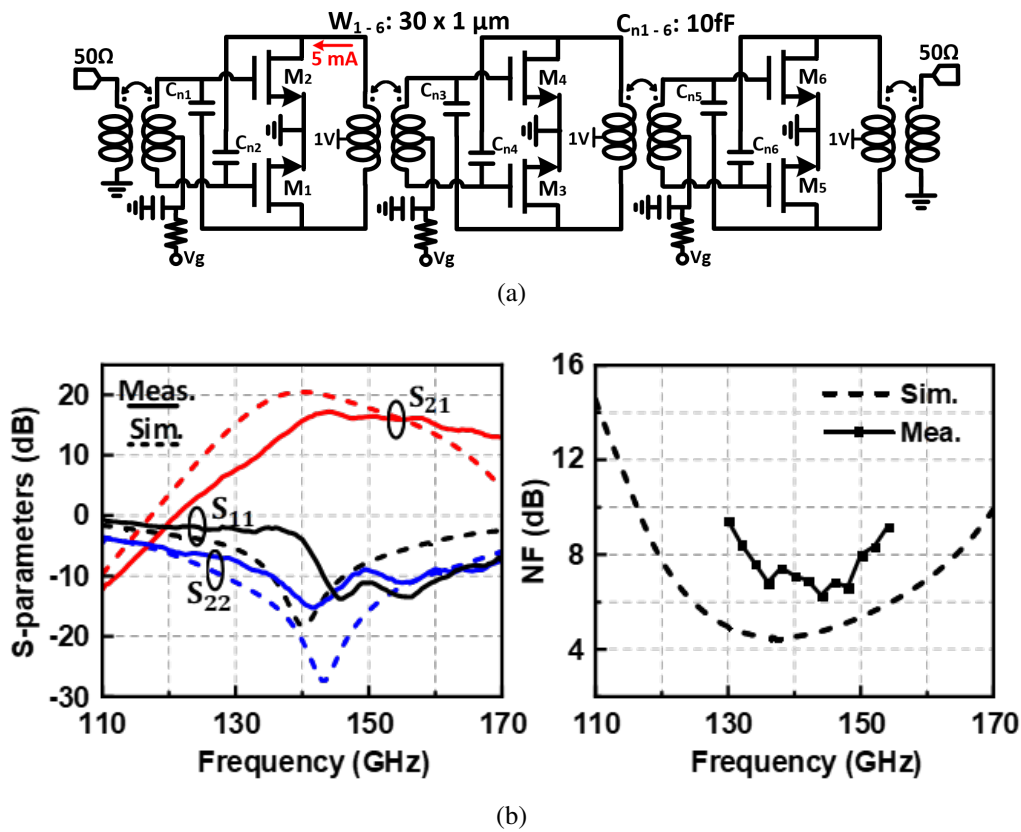 W1-6: 30 x 1 μm
Cn1-6: 10fF
5 mA
50Ω
50Ω
Cn1
M2
Cn2
M1
1V
Vg
Cn3
M4
Cn4
M3
1V
Vg
Cn5
M6
Cn6
M5
1V
Vg
(a)
S-parameters (dB)
20
10
0
-10
-20
-30
Meas.
Sim.
S21
S11
S22
110
130
150
170
Frequency (GHz)
NF (dB)
16
12
8
4
Sim.
Mea.
110
130
150
170
Frequency (GHz)
(b)